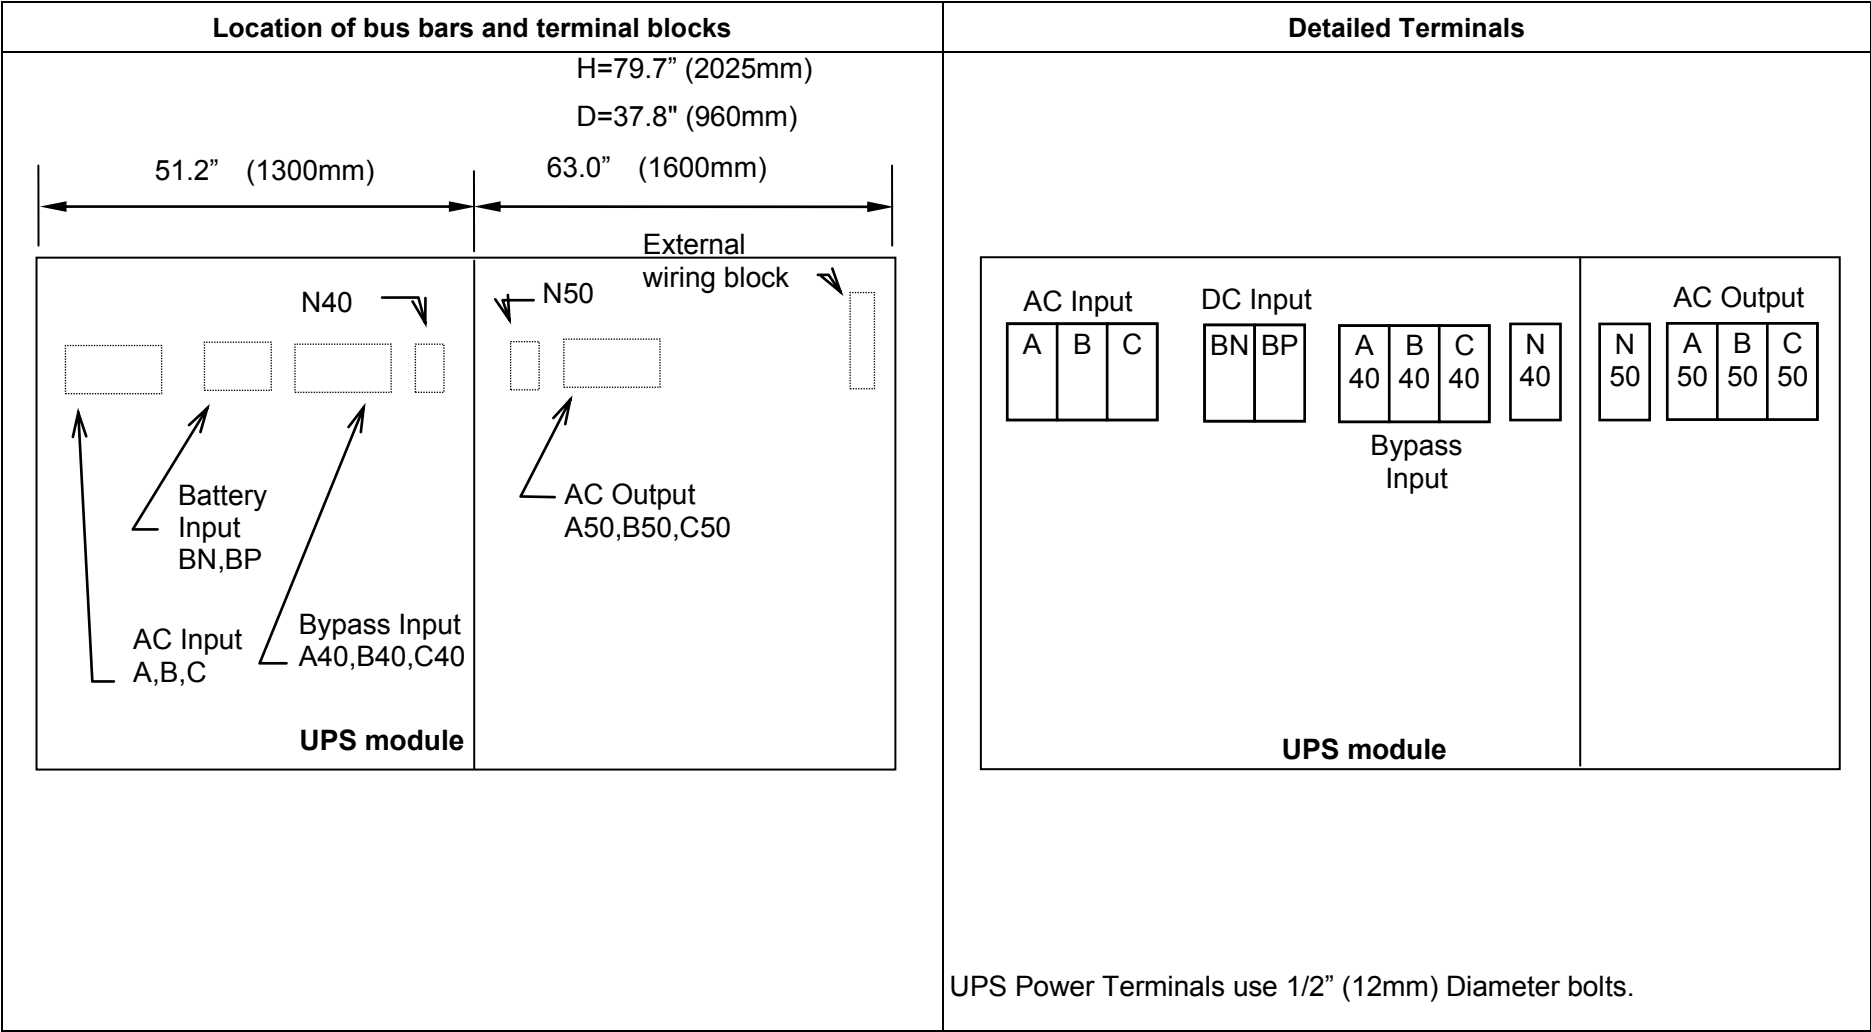 Location of bus bars and terminal blocks
Detailed Terminals
H=79.7” (2025mm)
D=37.8" (960mm)
51.2” (1300mm)
63.0” (1600mm)
External
wiring block
N40
N50
Battery
Input
BN,BP
AC Output
A50,B50,C50
AC Input
A,B,C
Bypass Input
A40,B40,C40
UPS module
AC Input
A B C
DC Input
BN BP
A B C
40 40 40
Bypass
Input
N
40
N
50
AC Output
A B C
50 50 50
UPS module
UPS Power Terminals use 1/2” (12mm) Diameter bolts.